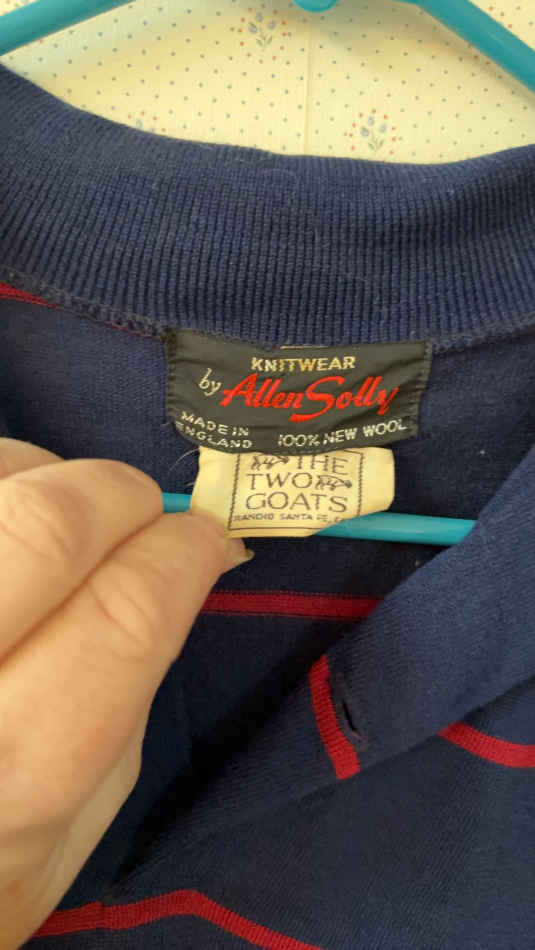 KNITWEAR
by Allen Solly
MADE IN
ENGLAND
100% NEW WOOL
THE
TWO
GOATS
RANCHO SANTA FE,